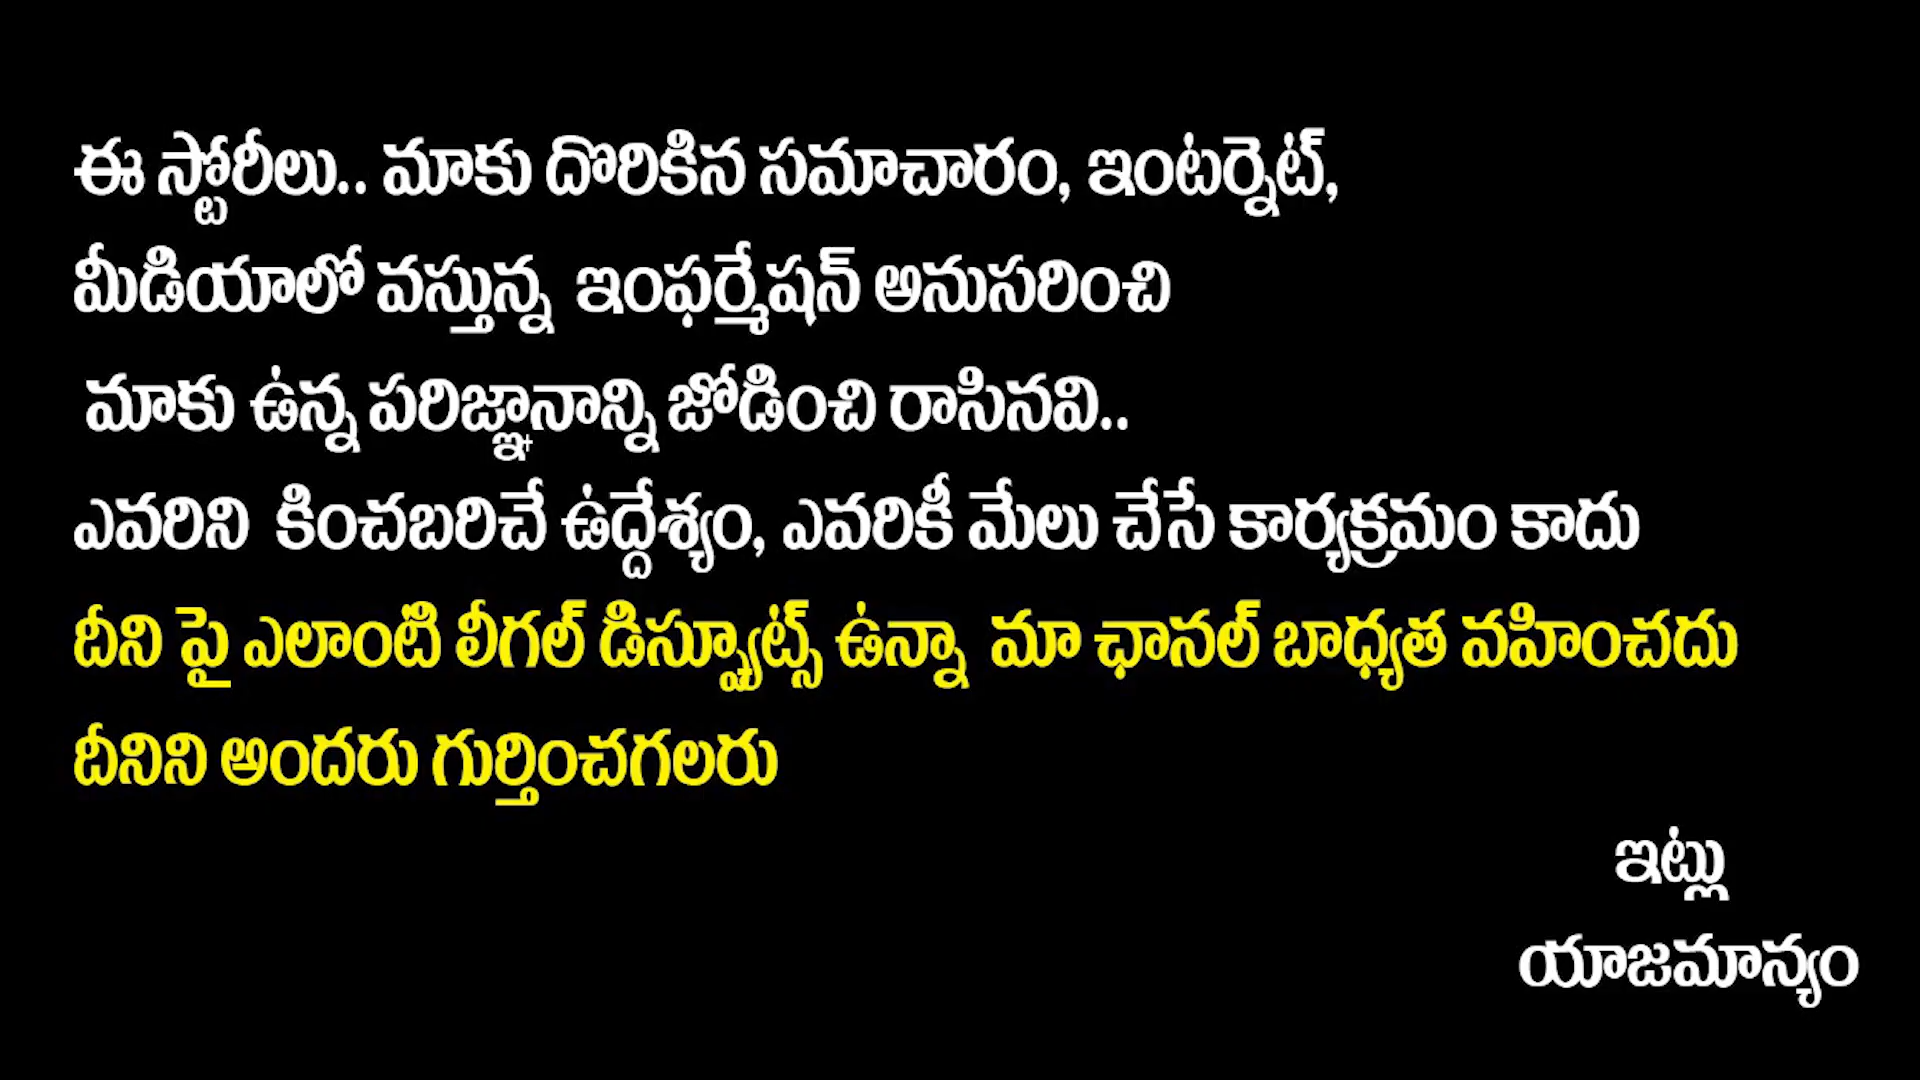 ఈ స్టోరీలు.. మాకు దొరికిన సమాచారం, ఇంటర్నెట్,
మీడియాలో వస్తున్న ఇంఫర్మేషన్ అనుసరించి
మాకు ఉన్న పరిజ్ఞానాన్ని జోడించి రాసినవి..
ఎవరిని కించబరిచే ఉద్దేశ్యం, ఎవరికీ మేలు చేసే కార్యక్రమం కాదు
దీని పై ఎలాంటి లీగల్ డిస్ప్యూట్స్ ఉన్నా మా ఛానల్ బాధ్యత వహించదు
దీనిని అందరు గుర్తించగలరు
ఇట్లు
యాజమాన్యం